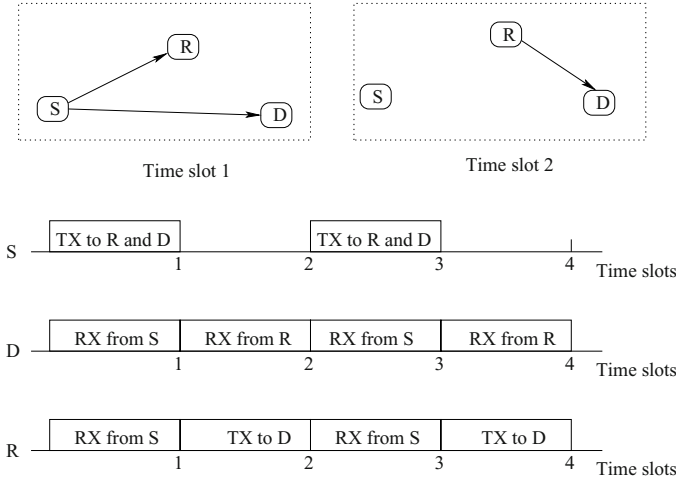 R
S
D
Time slot 1
R
S
D
Time slot 2
S
TX to R and D
TX to R and D
1 2 3 4
Time slots
D
RX from S
RX from R
RX from S
RX from R
1 2 3 4
Time slots
R
RX from S
TX to D
RX from S
TX to D
1 2 3 4
Time slots